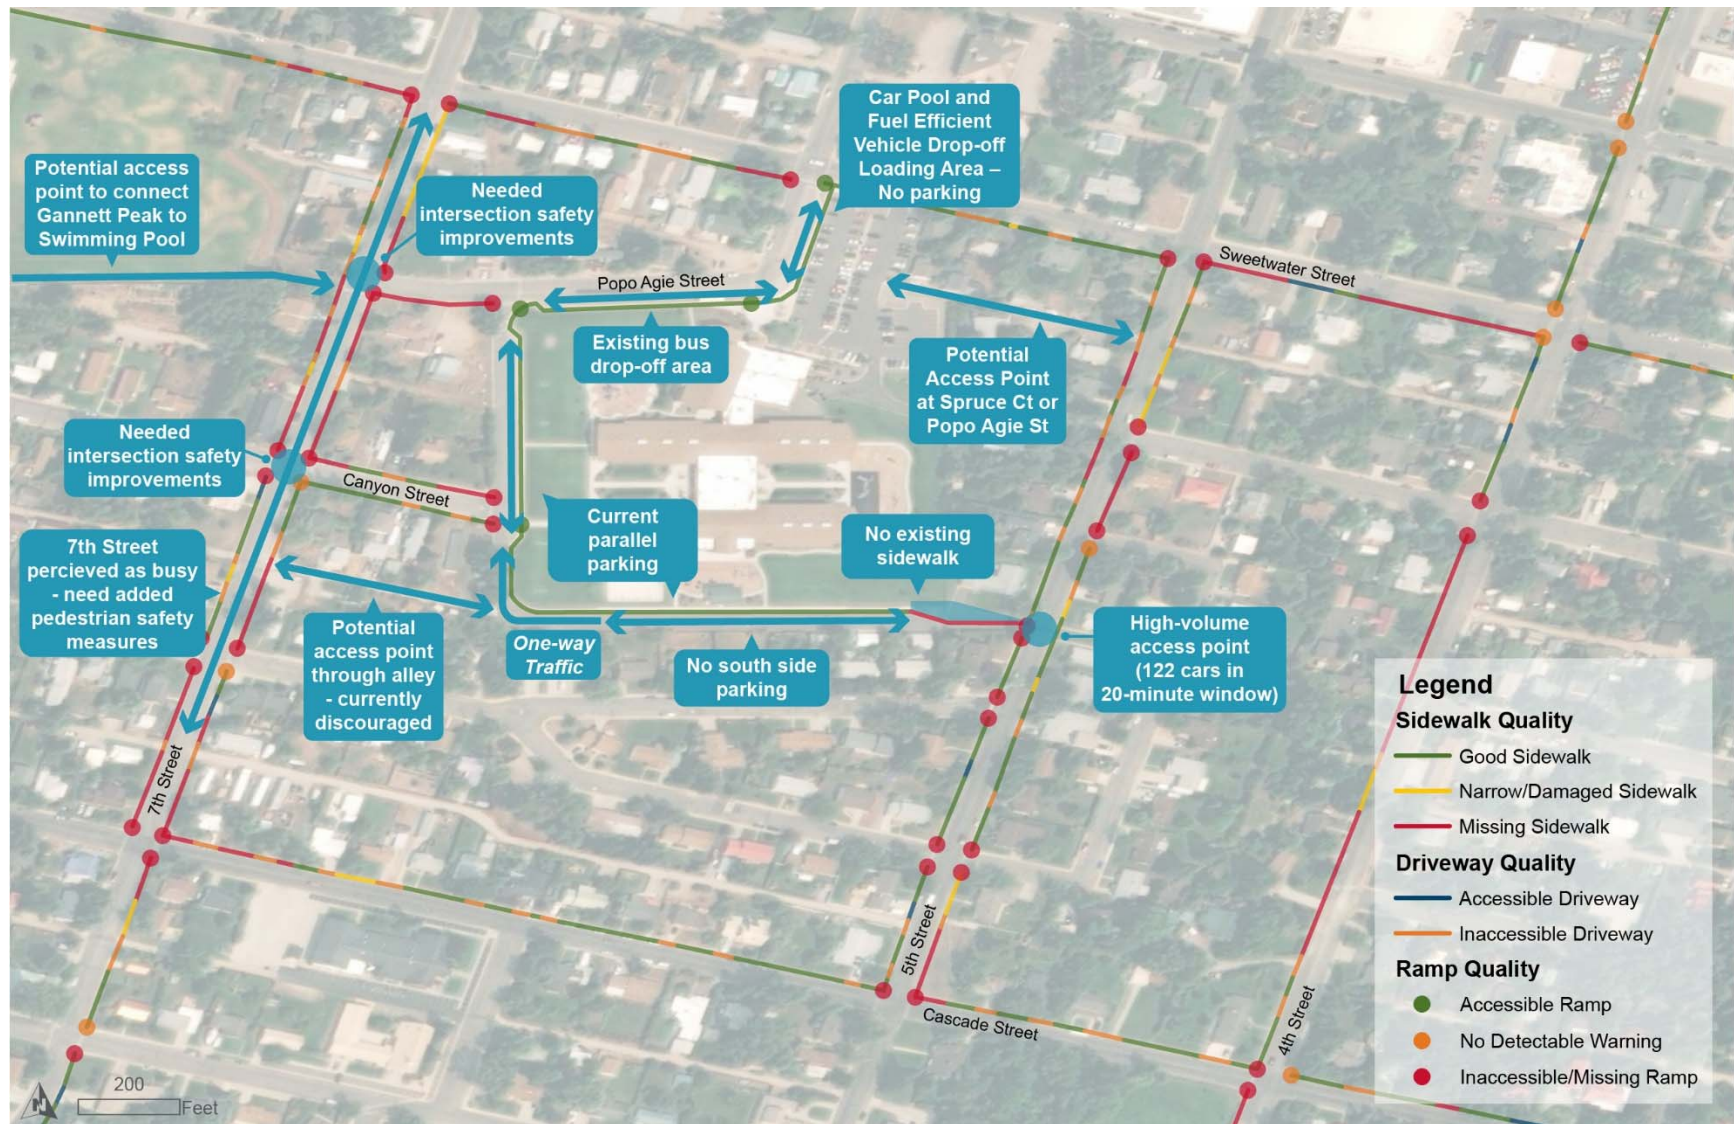 Car Pool and
Fuel Efficient
Vehicle Drop-off
Loading Area –
No parking
Potential access
point to connect
Gannett Peak to
Swimming Pool
Needed
intersection safety
improvements
Sweetwater Street
Popo Agie Street
Existing bus
drop-off area
Potential
Access Point
at Spruce Ct or
Popo Agie St
Needed
intersection safety
improvements
Canyon Street
Current
parallel
parking
No existing
sidewalk
7th Street
percieved as busy
- need added
pedestrian safety
measures
Potential
access point
through alley
- currently
discouraged
One-way
Traffic
No south side
parking
High-volume
access point
(122 cars in
20-minute window)
7th Street
5th Street
Cascade Street
4th Street
Legend
Sidewalk Quality
Good Sidewalk
Narrow/Damaged Sidewalk
Missing Sidewalk
Driveway Quality
Accessible Driveway
Inaccessible Driveway
Ramp Quality
Accessible Ramp
No Detectable Warning
Inaccessible/Missing Ramp
N
200
Feet